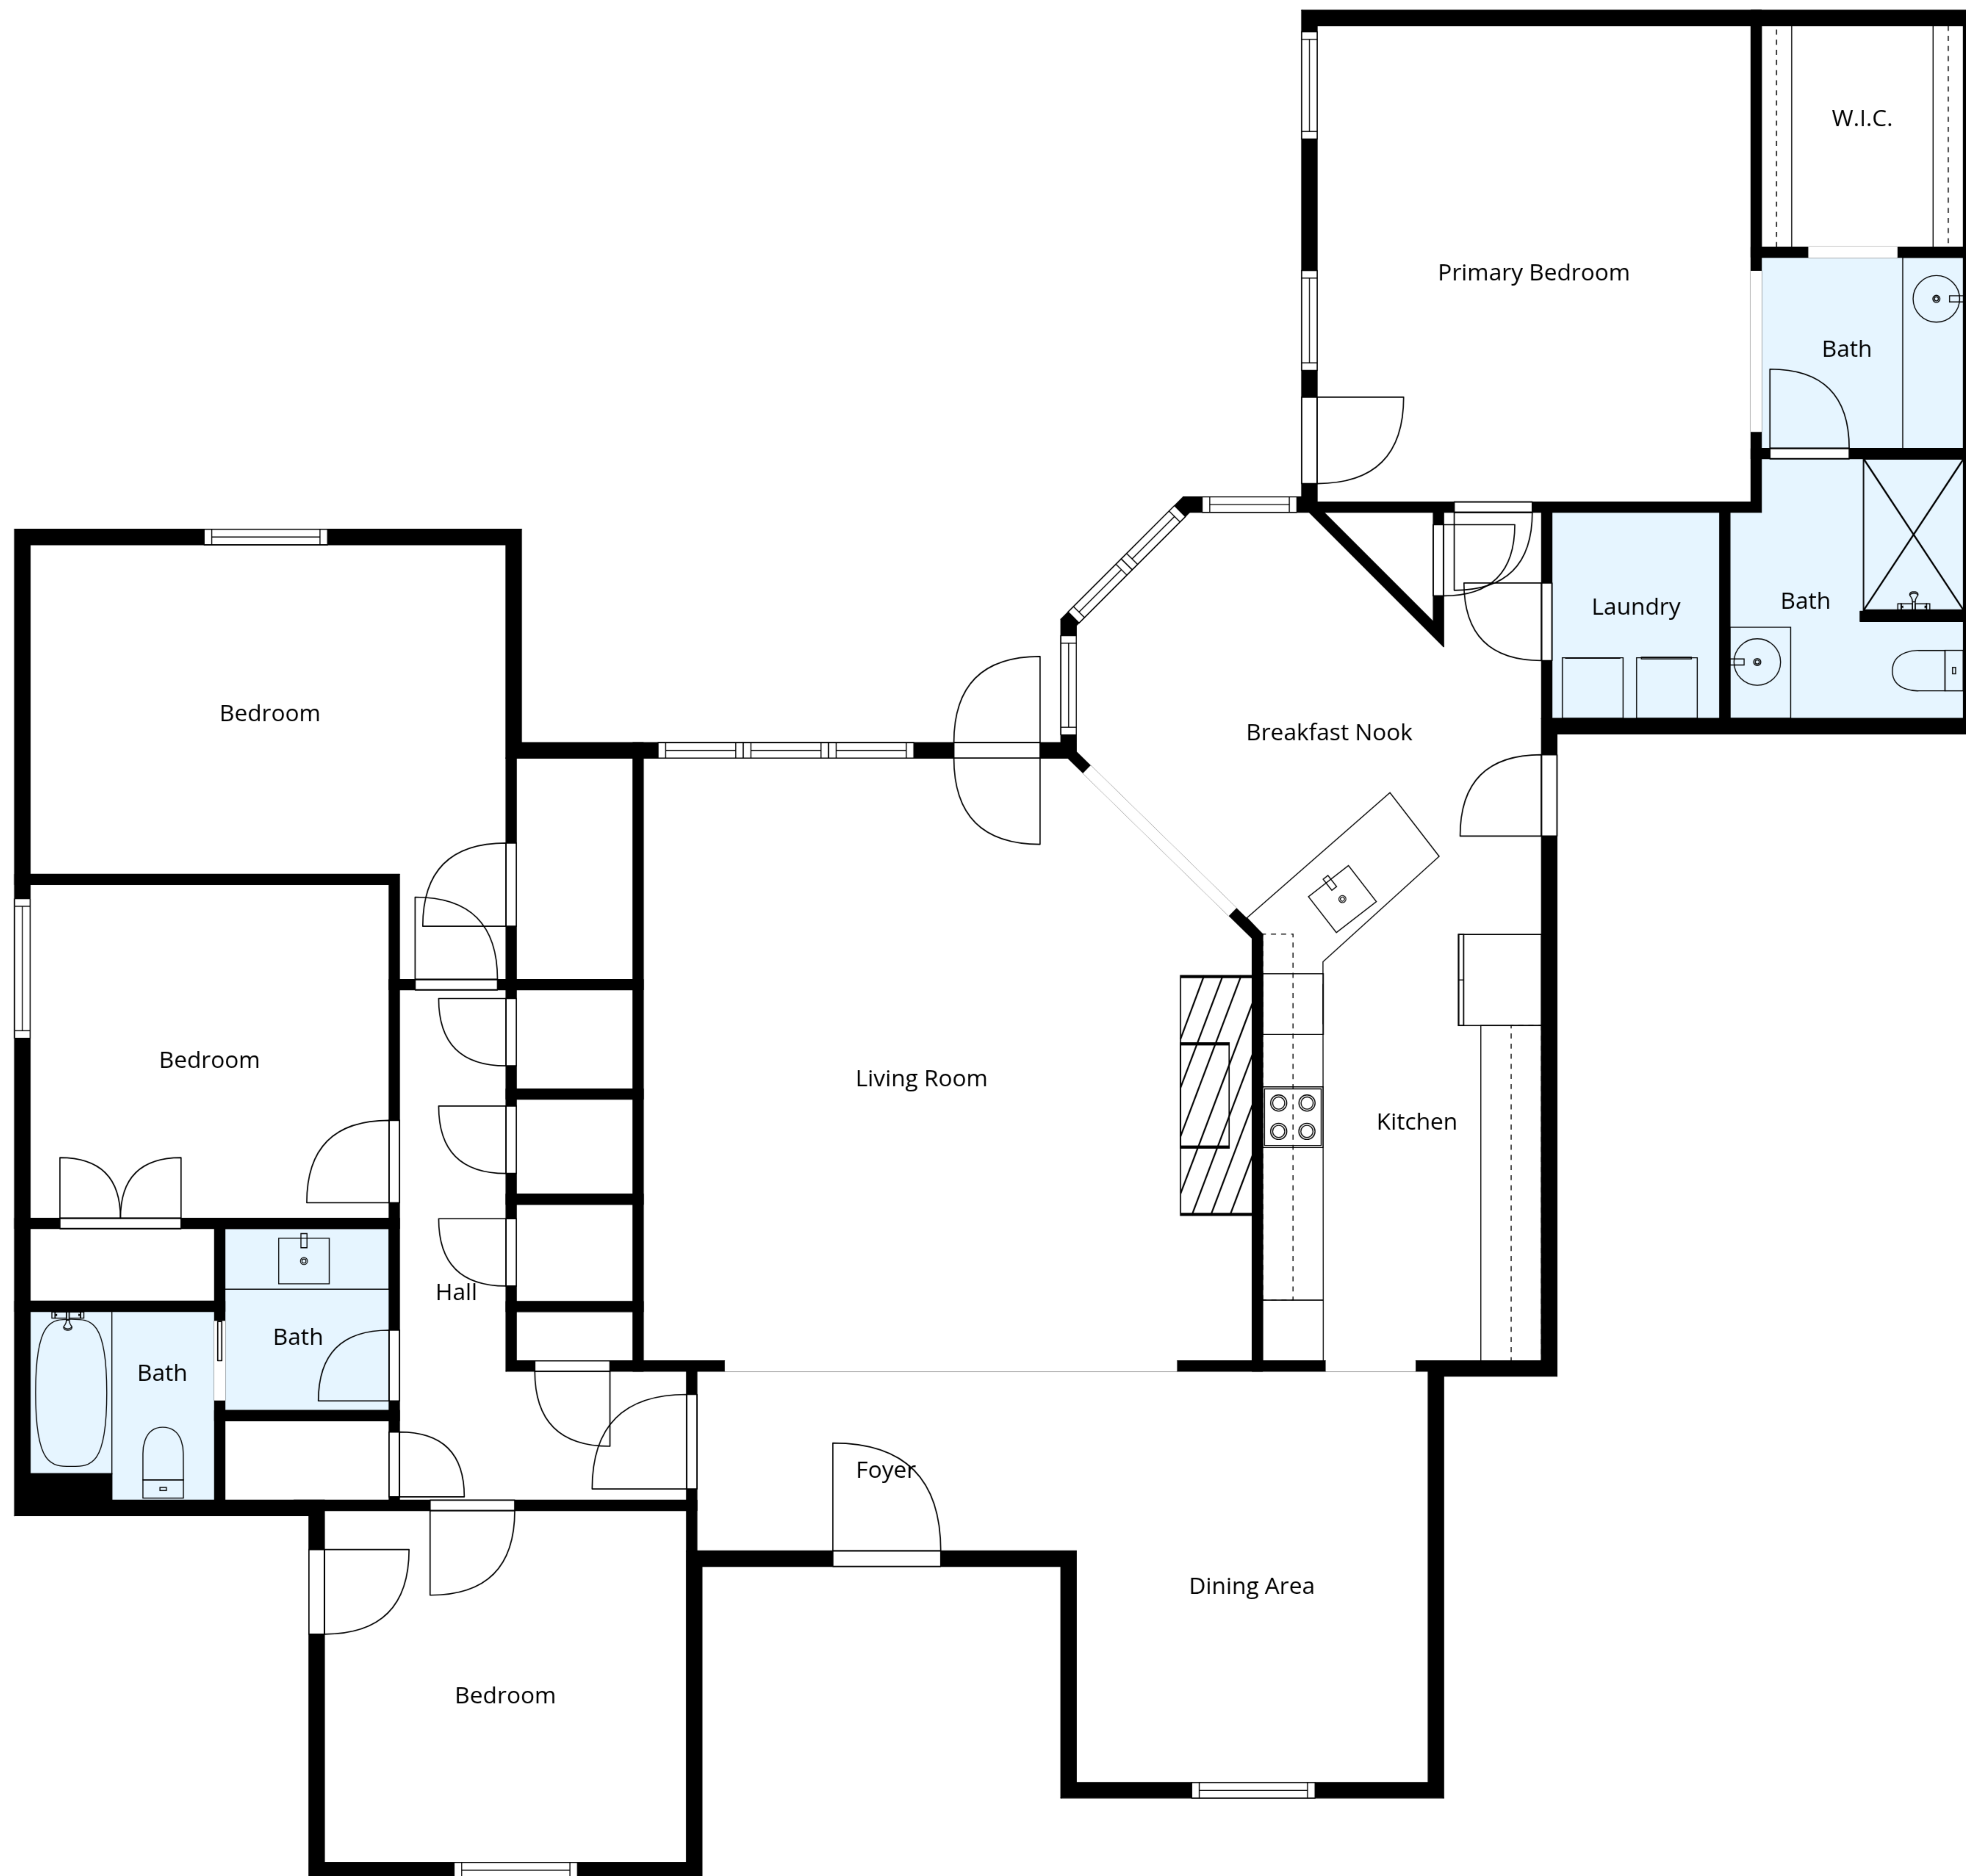 W.I.C.
Primary Bedroom
Bath
Bath
Laundry
Bedroom
Breakfast Nook
Bedroom
Living Room
Kitchen
Hall
Bath
Bath
Foyer
Dining Area
Bedroom